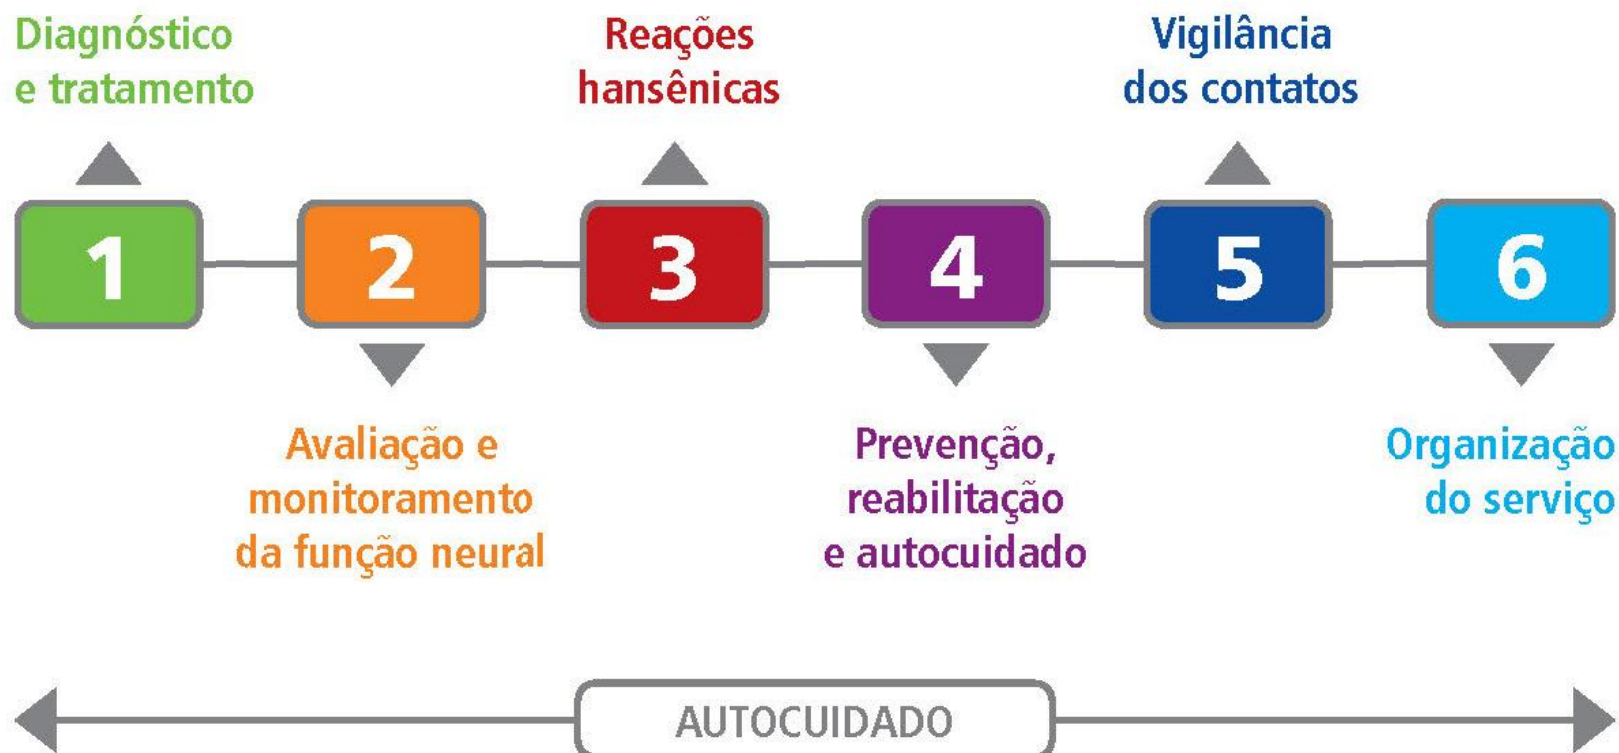 Diagnóstico
e tratamento
Reações
hansênicas
Vigilância
dos contatos
1
2
3
4
5
6
Avaliação e
monitoramento
da função neural
Prevenção,
reabilitação
e autocuidado
Organização
do serviço
AUTOCUIDADO